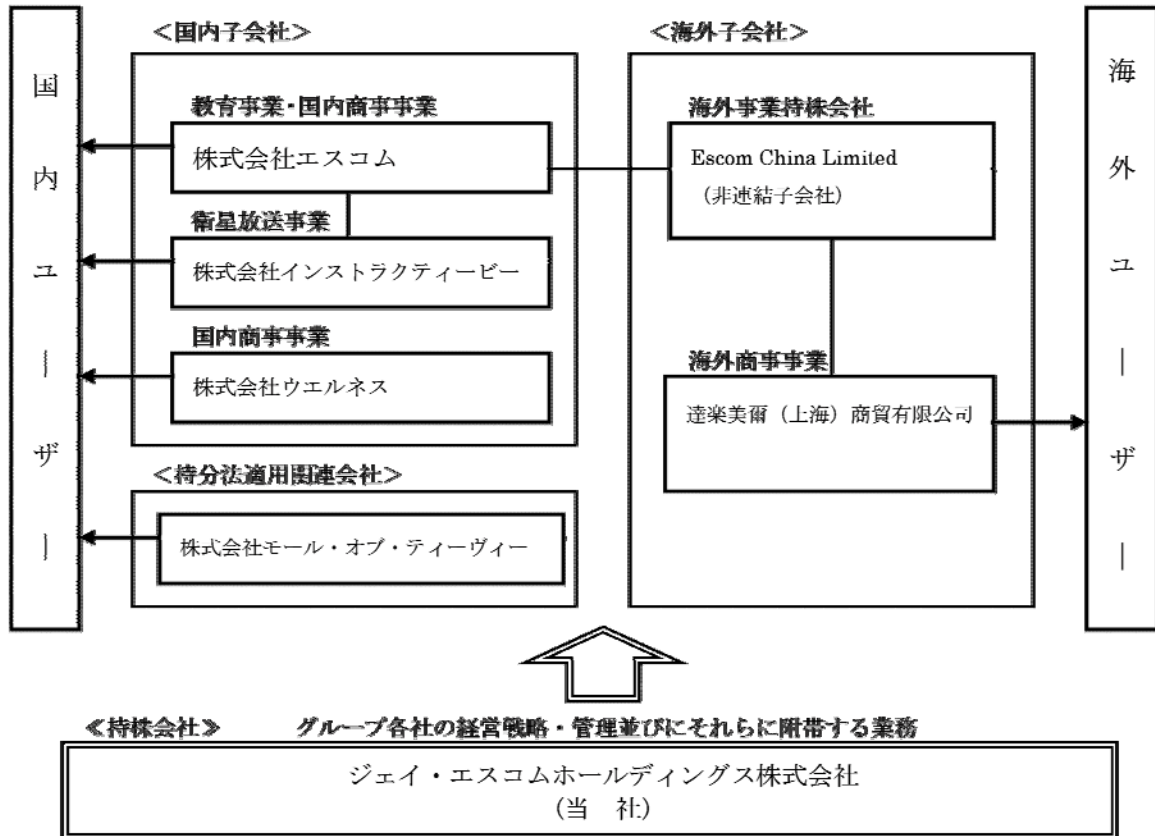 国内ユーザー
＜国内子会社＞
教育事業・国内商事事業
株式会社エスコム
衛星放送事業
株式会社インストラクティービー
国内商事事業
株式会社ウエルネス
＜持分法適用関連会社＞
株式会社モール・オブ・ティーヴィー
＜海外子会社＞
海外事業持株会社
Escom China Limited
（非連結子会社）
海外商事事業
達楽美爾（上海）商貿有限公司
海外ユーザー
≪持株会社≫　グループ各社の経営戦略・管理並びにそれらに附帯する業務
ジェイ・エスコムホールディングス株式会社
(当　社)